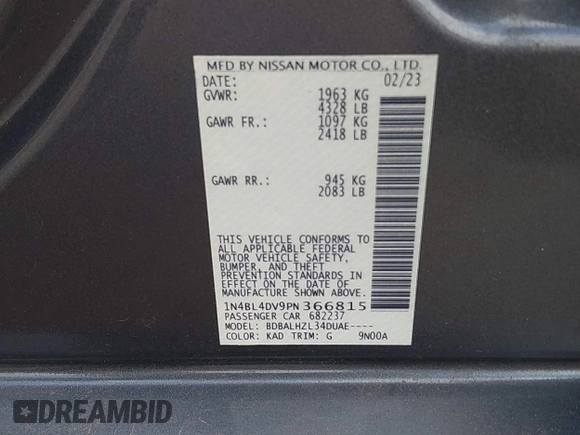 MFD BY NISSAN MOTOR CO., LTD.
DATE: 02/23
GVWR: 1963 KG
4328 LB
GAWR FR.: 1097 KG
2418 LB
GAWR RR.: 945 KG
2083 LB
THIS VEHICLE CONFORMS TO
ALL APPLICABLE FEDERAL
MOTOR VEHICLE SAFETY,
BUMPER, AND THEFT
PREVENTION STANDARDS IN
EFFECT ON THE DATE OF
MANUFACTURE SHOWN ABOVE.
1N4BL4DV9PN366815
PASSENGER CAR 682237
MODEL: BDBALHZL34DUAE----
COLOR: KAD TRIM: G 9N00A
DREAMBID